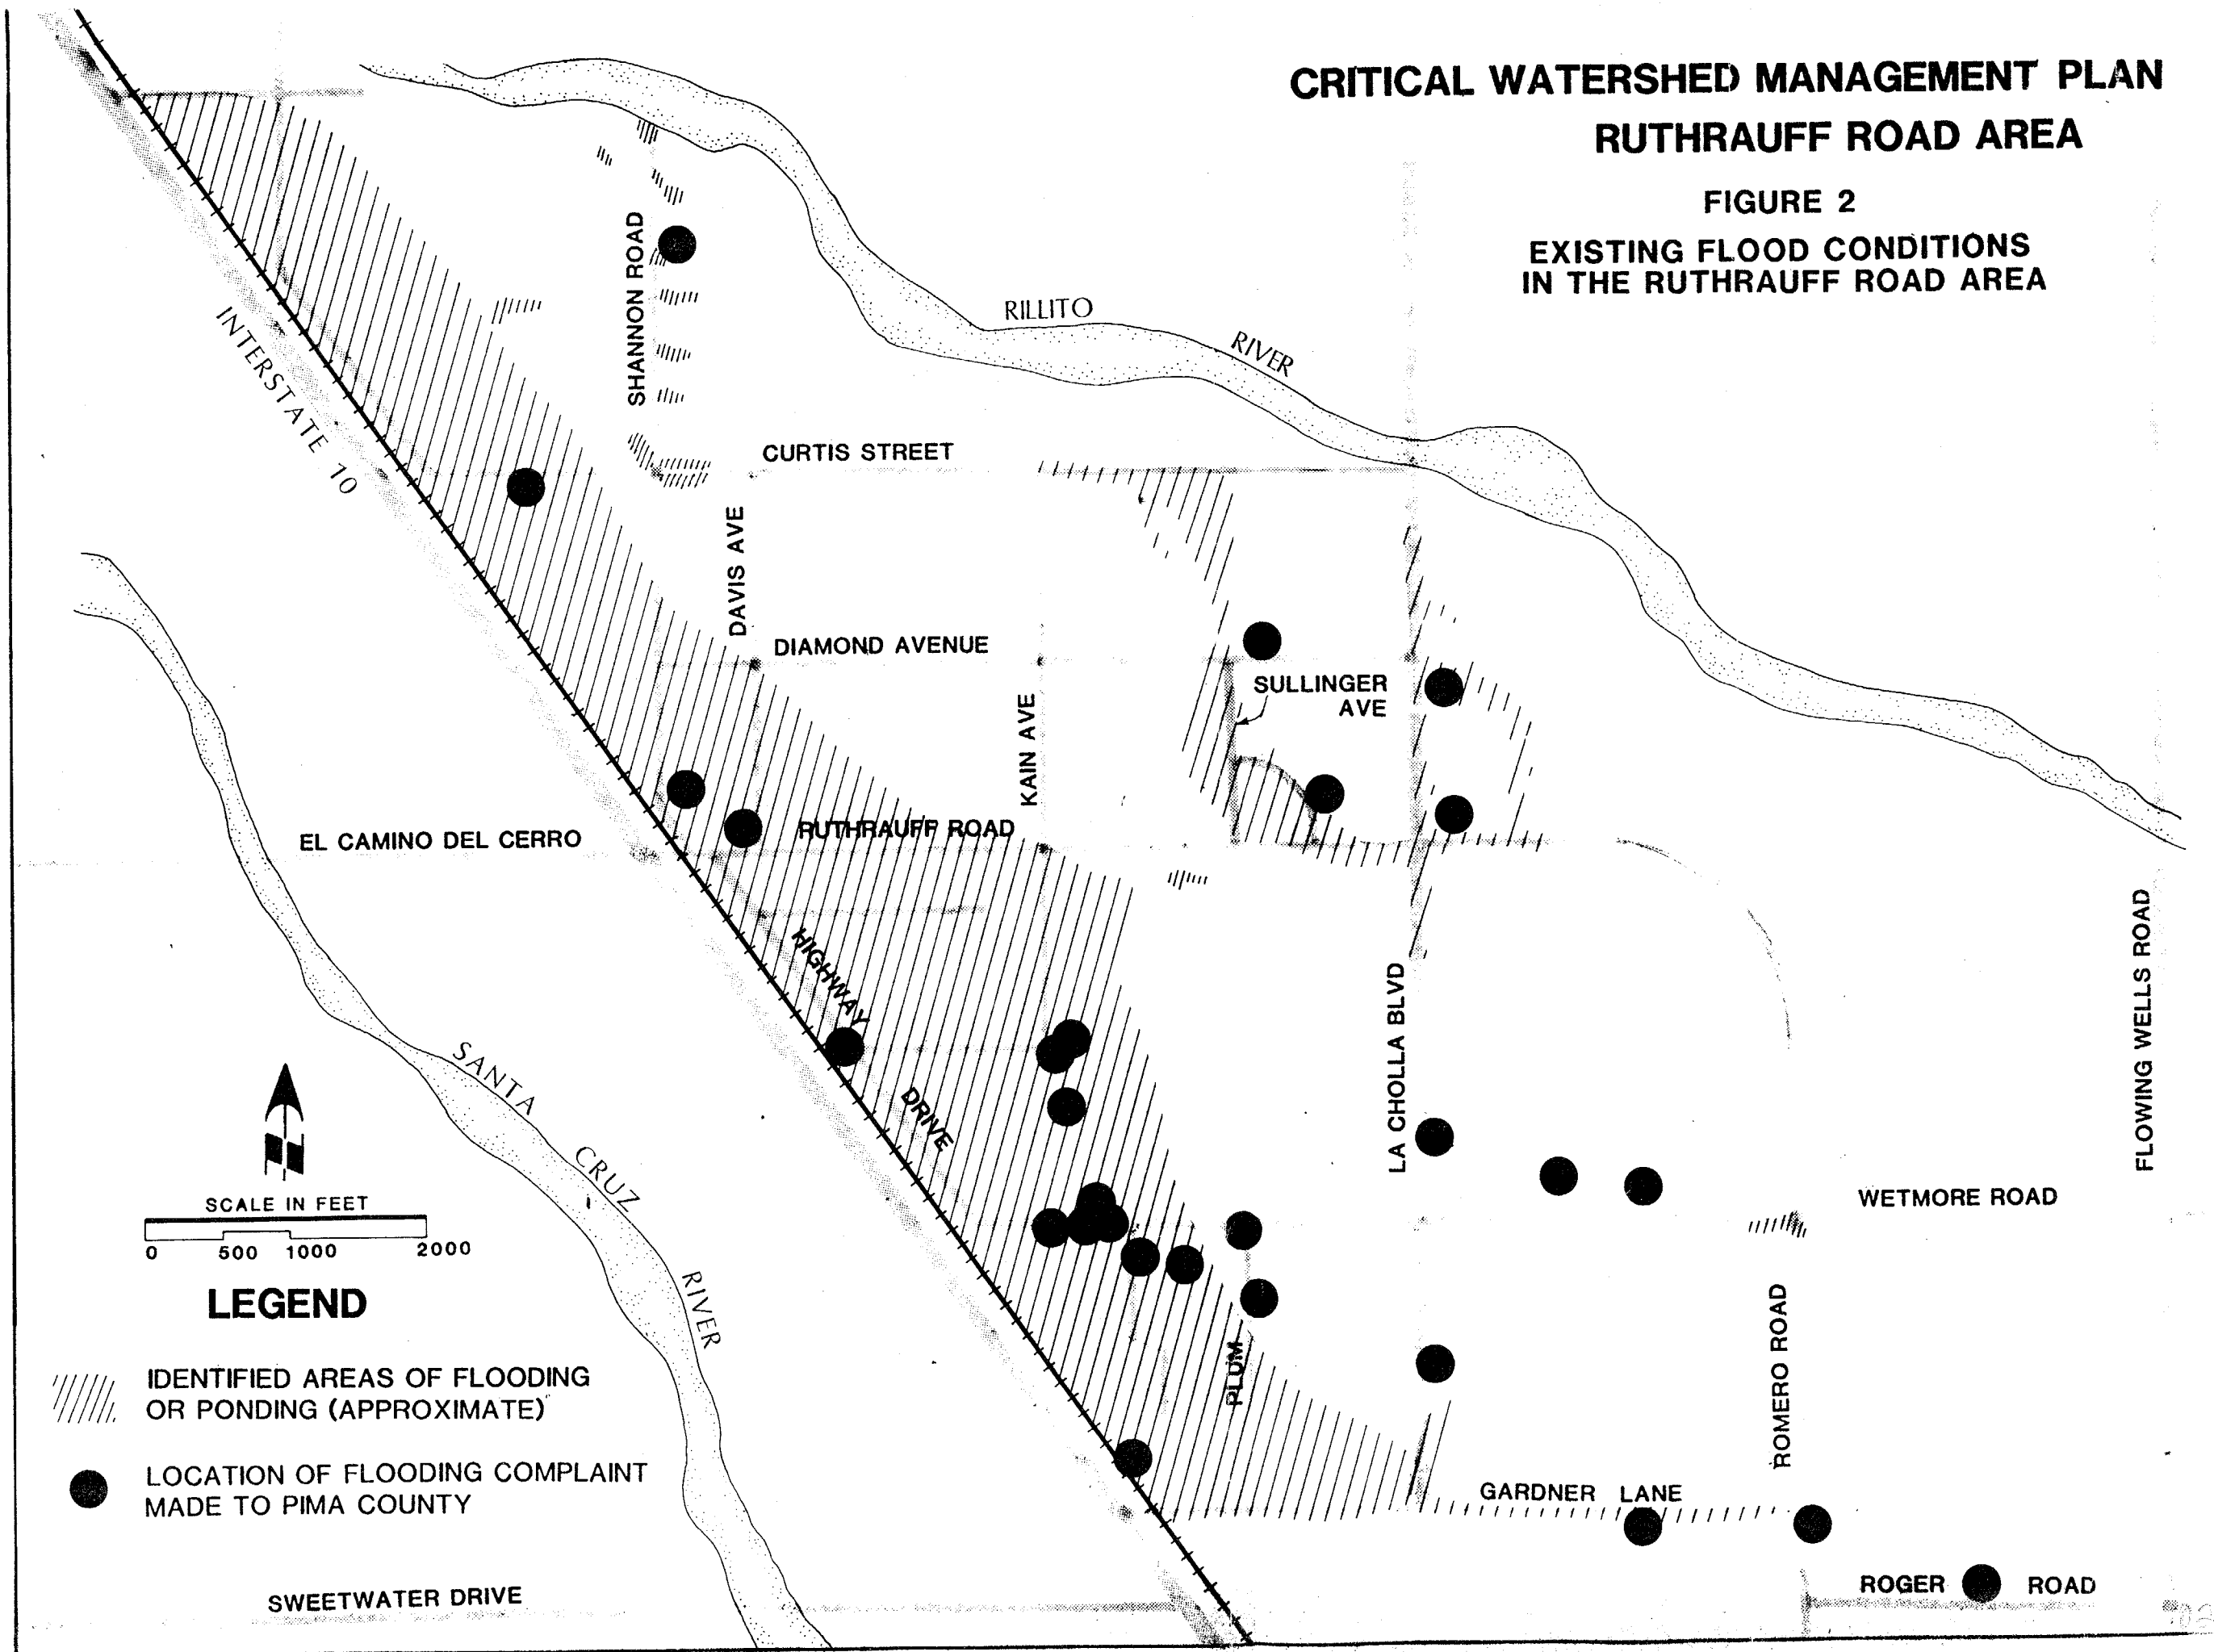 CRITICAL WATERSHED MANAGEMENT PLAN
RUTHRAUFF ROAD AREA
FIGURE 2
EXISTING FLOOD CONDITIONS
IN THE RUTHRAUFF ROAD AREA
SHANNON ROAD
RILLITO
RIVER
INTERSTATE 10
CURTIS STREET
DAVIS AVE
DIAMOND AVENUE
SULLINGER
AVE
KAIN AVE
RUTHRAUFF ROAD
EL CAMINO DEL CERRO
HIGHWAY
DRIVE
LA CHOLLA BLVD
FLOWING WELLS ROAD
SANTA
CRUZ
RIVER
WETMORE ROAD
PLUM
ROMERO ROAD
GARDNER LANE
ROGER ROAD
SWEETWATER DRIVE
SCALE IN FEET
0 500 1000 2000
LEGEND
IDENTIFIED AREAS OF FLOODING
OR PONDING (APPROXIMATE)
LOCATION OF FLOODING COMPLAINT
MADE TO PIMA COUNTY